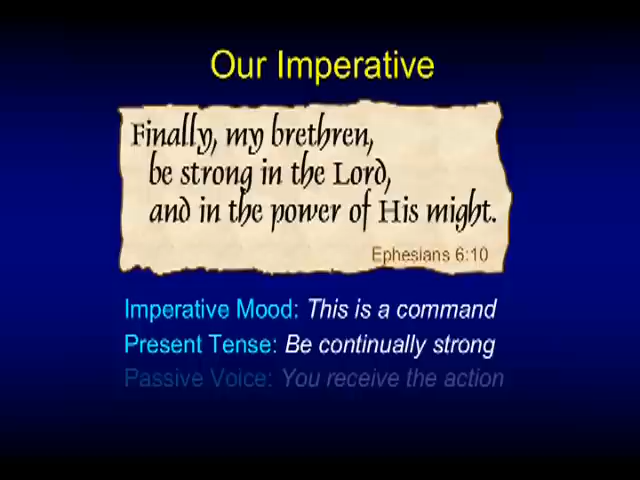 Our Imperative
Finally, my brethren,
be strong in the Lord,
and in the power of His might.
Ephesians 6:10
Imperative Mood: This is a command
Present Tense: Be continually strong
Passive Voice: You receive the action